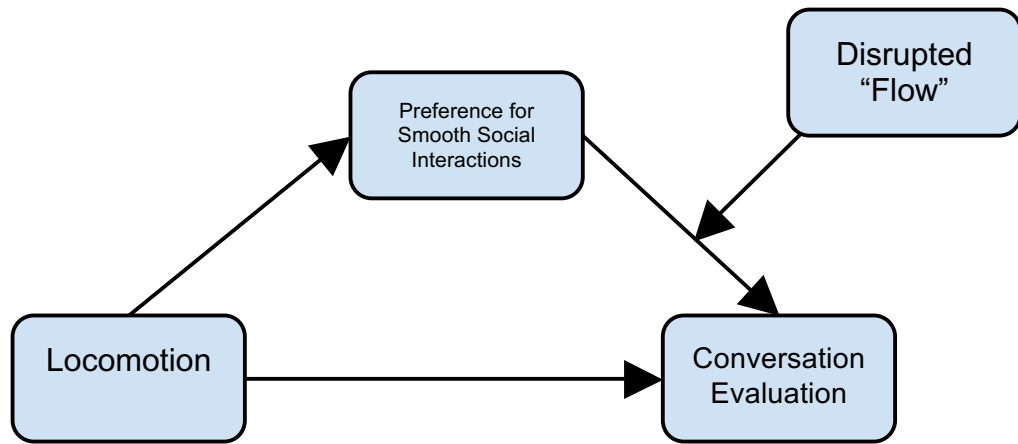 Disrupted
“Flow”
Preference for
Smooth Social
Interactions
Locomotion
Conversation
Evaluation